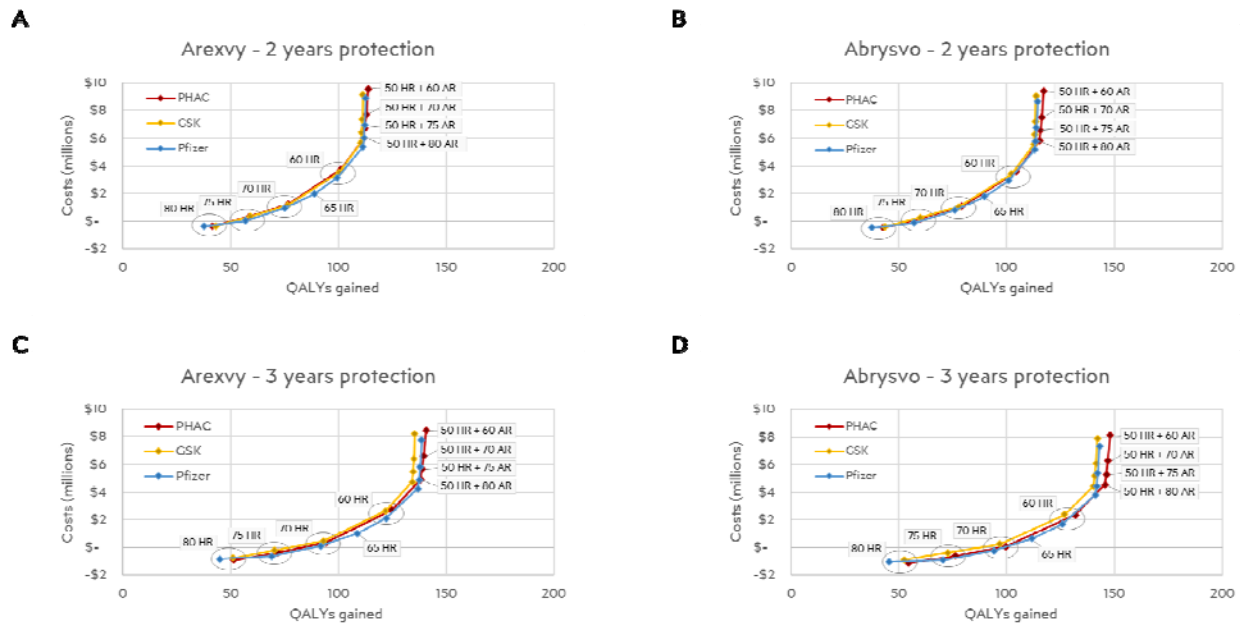 A
Arexvy - 2 years protection
$10
$8
$6
$4
$2
$-
-$2
Costs (millions)
PHAC
GSK
Pfizer
50 HR + 60 AR
50 HR + 70 AR
50 HR + 75 AR
50 HR + 80 AR
60 HR
70 HR
75 HR
80 HR
65 HR
0
50
100
150
200
QALYs gained
B
Abrysvo - 2 years protection
$10
$8
$6
$4
$2
$-
-$2
Costs (millions)
PHAC
GSK
Pfizer
50 HR + 60 AR
50 HR + 70 AR
50 HR + 75 AR
50 HR + 80 AR
60 HR
70 HR
75 HR
80 HR
65 HR
0
50
100
150
200
QALYs gained
C
Arexvy - 3 years protection
$10
$8
$6
$4
$2
$-
-$2
Costs (millions)
PHAC
GSK
Pfizer
50 HR + 60 AR
50 HR + 70 AR
50 HR + 75 AR
50 HR + 80 AR
60 HR
70 HR
75 HR
80 HR
65 HR
0
50
100
150
200
QALYs gained
D
Abrysvo - 3 years protection
$10
$8
$6
$4
$2
$-
-$2
Costs (millions)
PHAC
GSK
Pfizer
50 HR + 60 AR
50 HR + 70 AR
50 HR + 75 AR
50 HR + 80 AR
60 HR
70 HR
75 HR
80 HR
65 HR
0
50
100
150
200
QALYs gained